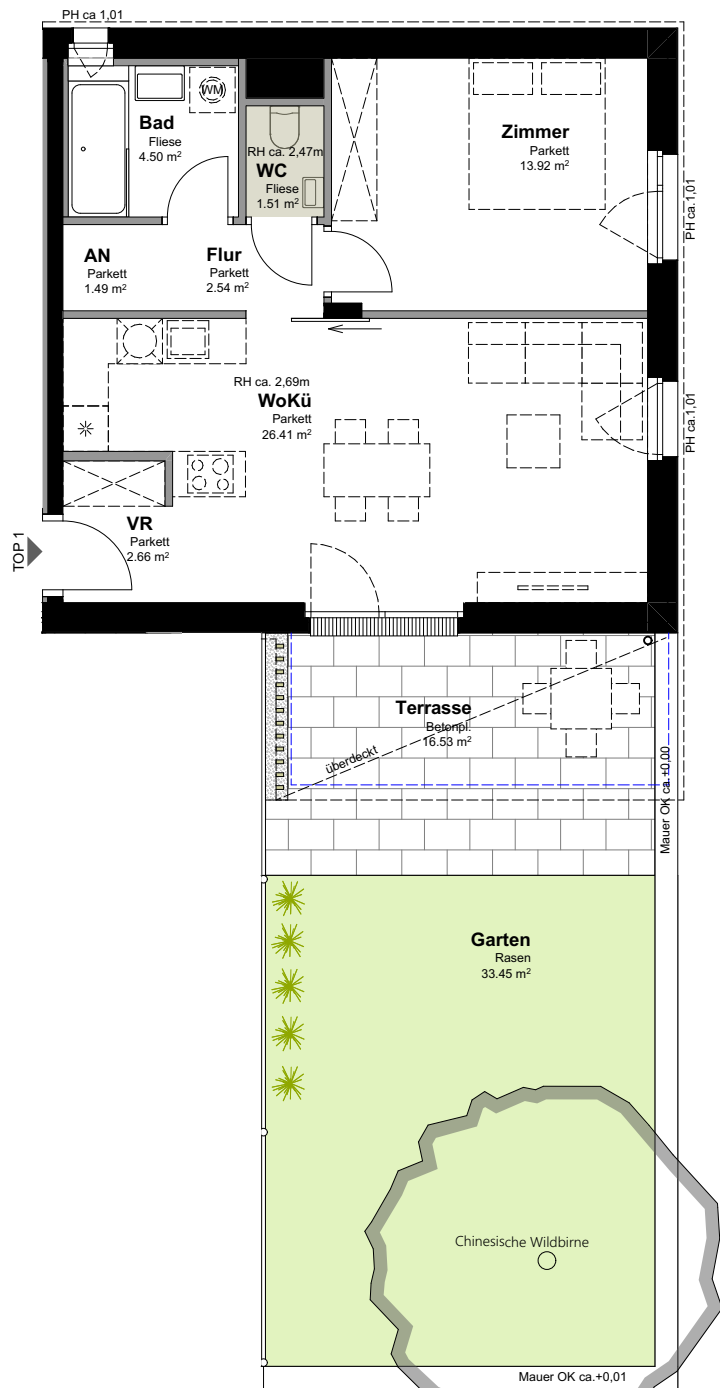 PH ca 1,01
WM
Bad
Fliese
4.50 m²
RH ca. 2,47m
WC
Fliese
1.51 m²
Zimmer
Parkett
13.92 m²
PH ca.1,01
AN
Parkett
1.49 m²
Flur
Parkett
2.54 m²
RH ca. 2,69m
WoKü
Parkett
26.41 m²
PH ca.1,01
TOP 1
VR
Parkett
2.66 m²
Terrasse
Betonpl.
16.53 m²
überdeckt
Mauer OK ca. +0,00
Garten
Rasen
33.45 m²
Chinesische Wildbirne
Mauer OK ca.+0,01